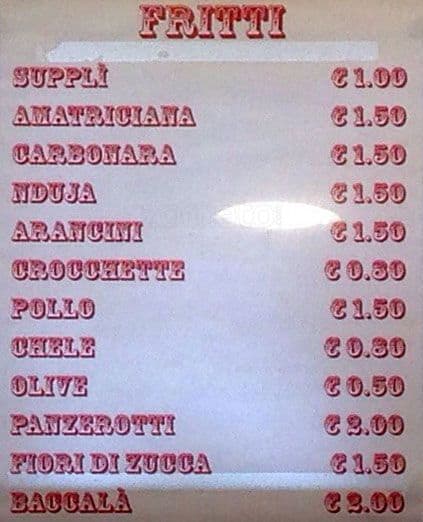 FRITTI
SUPPLÌ € 1.00
AMATRICIANA € 1.50
CARBONARA € 1.50
NDUJA € 1.50
ARANCINI € 1.50
CROCCHETTE € 0.80
POLLO € 1.50
CHELE € 0.80
OLIVE € 0.50
PANZEROTTI € 2.00
FIORI DI ZUCCA € 1.50
BACCALÀ € 2.00